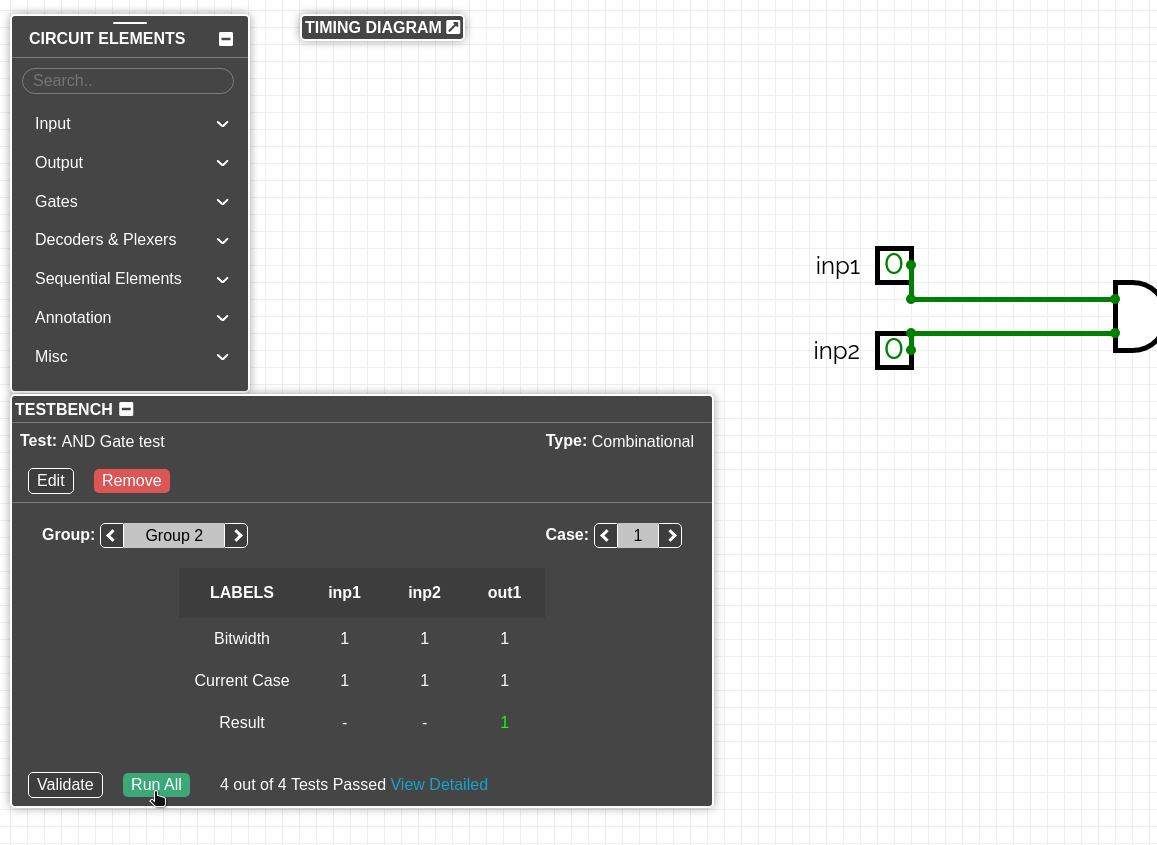 CIRCUIT ELEMENTS
TIMING DIAGRAM
Search..
Input
Output
Gates
Decoders & Plexers
Sequential Elements
Annotation
Misc
inp1 0
inp2 0
TESTBENCH
Test: AND Gate test Type: Combinational
Edit Remove
Group: Group 2 Case: 1
LABELS inp1 inp2 out1
Bitwidth 1 1 1
Current Case 1 1 1
Result - - 1
Validate Run All 4 out of 4 Tests Passed View Detailed